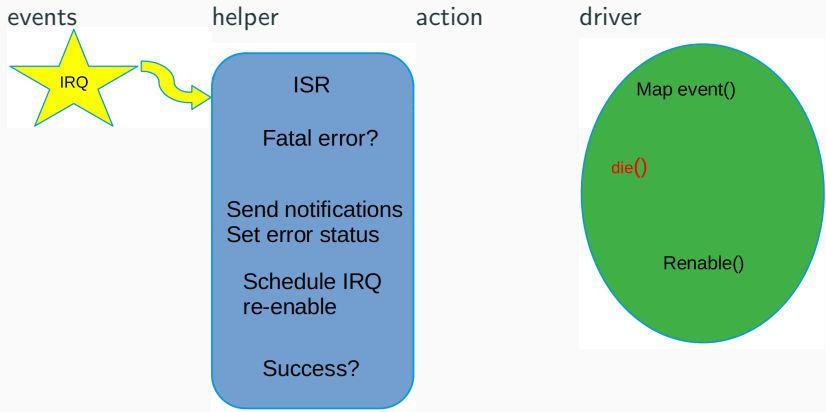 events
helper
action
driver
IRQ
ISR
Fatal error?
Send notifications
Set error status
Schedule IRQ
re-enable
Success?
Map event()
die()
Renable()